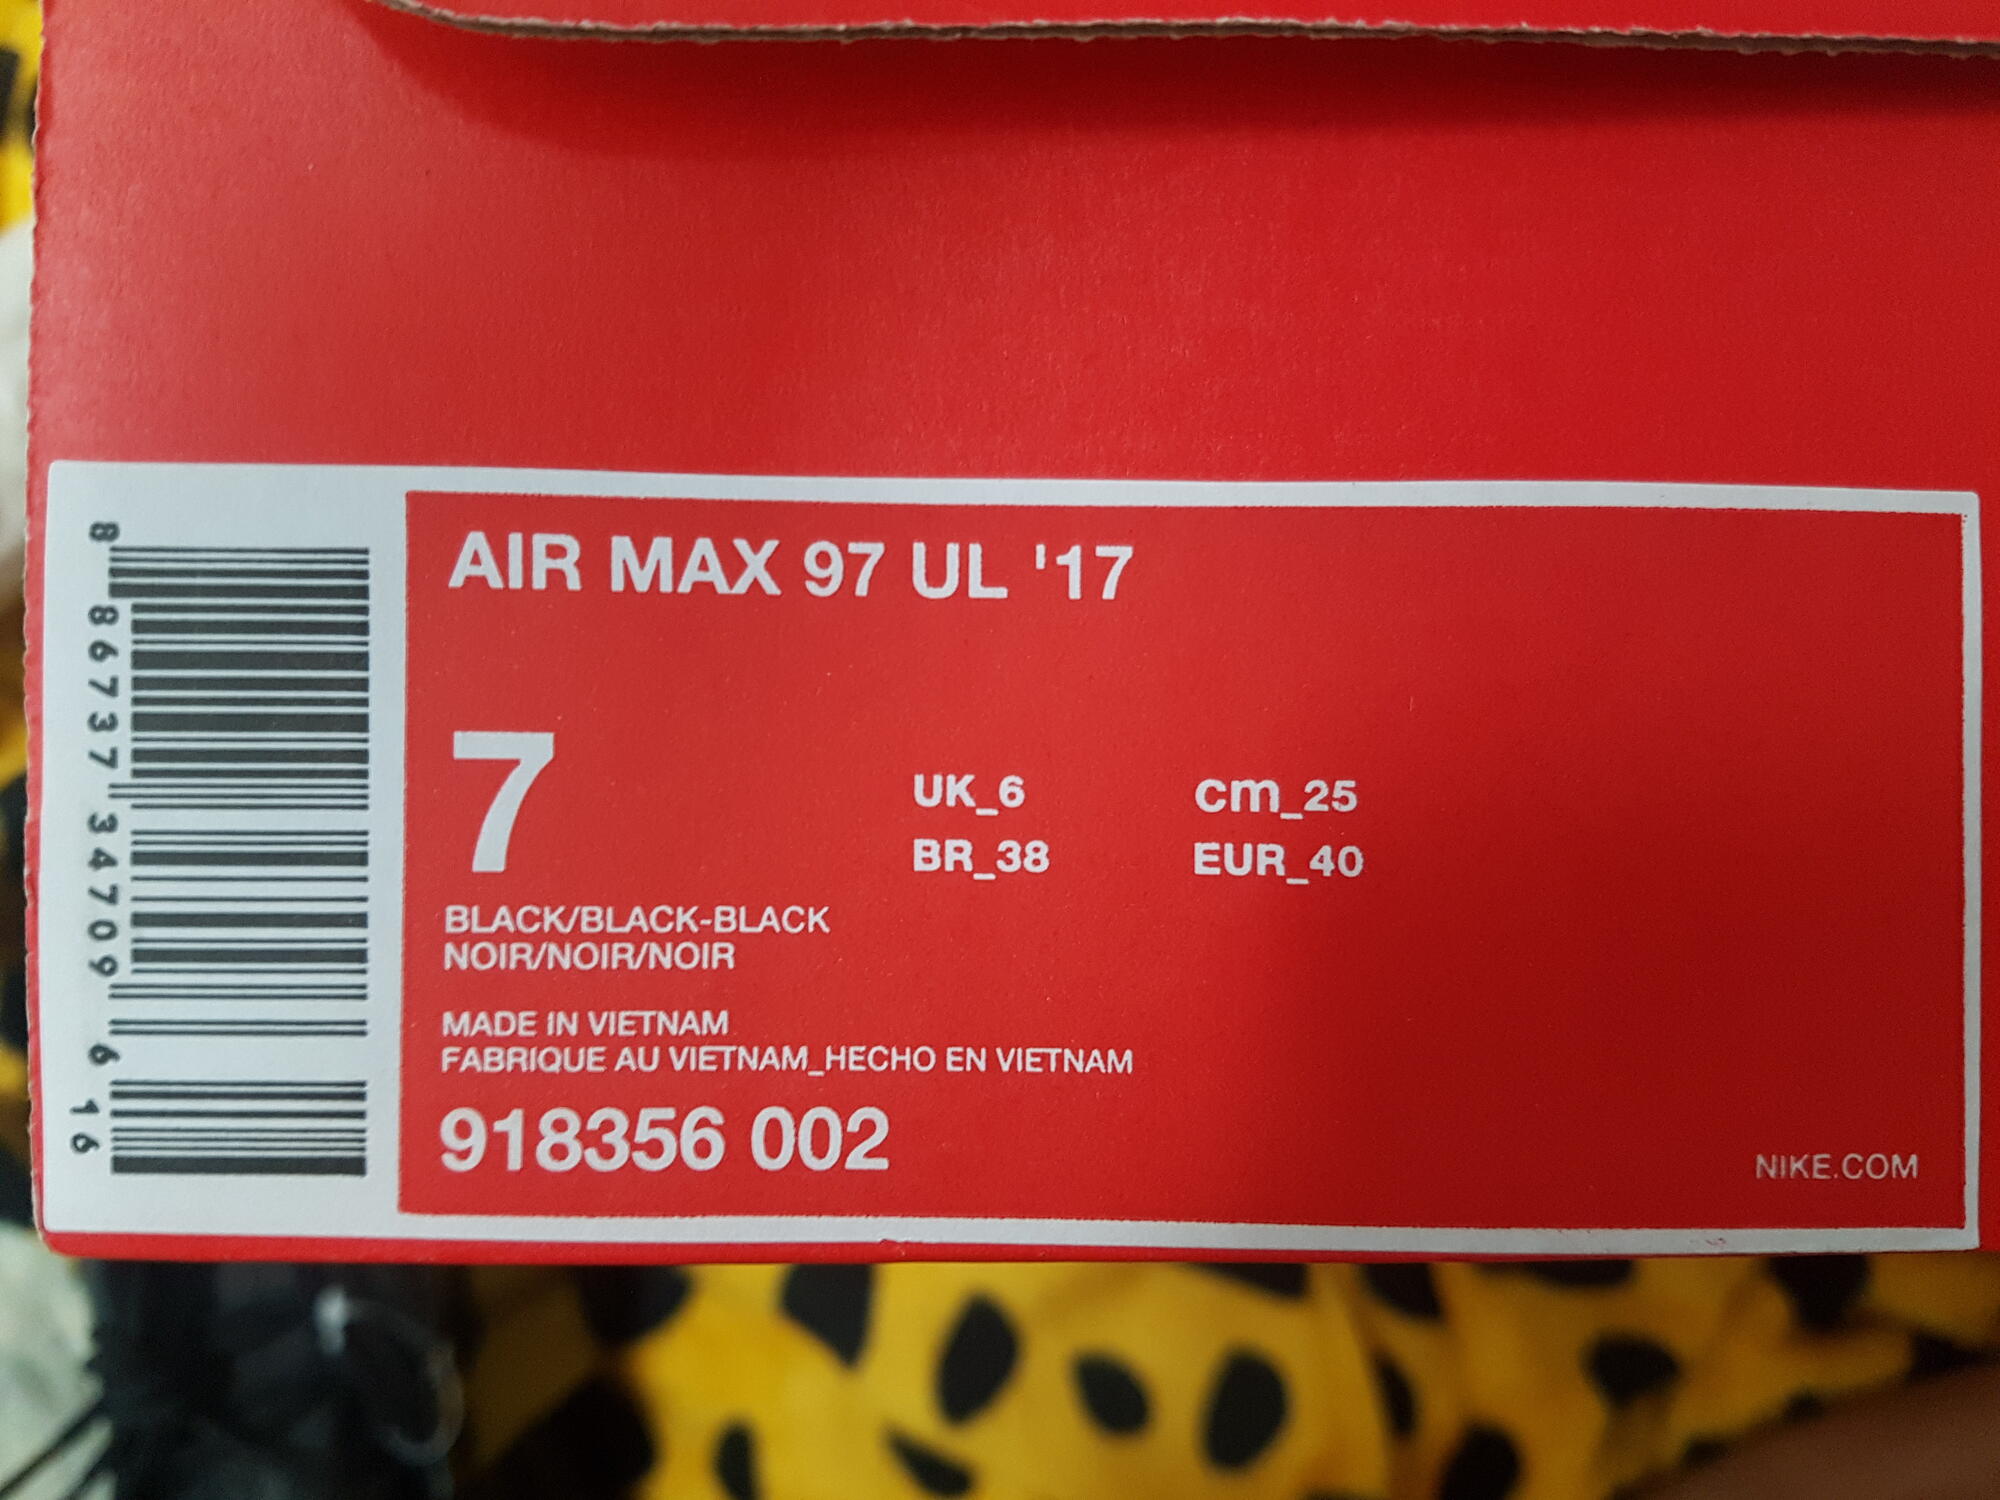 8 86737 34709 6 16
AIR MAX 97 UL '17
7
UK_6 cm_25
BR_38 EUR_40
BLACK/BLACK-BLACK
NOIR/NOIR/NOIR
MADE IN VIETNAM
FABRIQUE AU VIETNAM_HECHO EN VIETNAM
918356 002
NIKE.COM